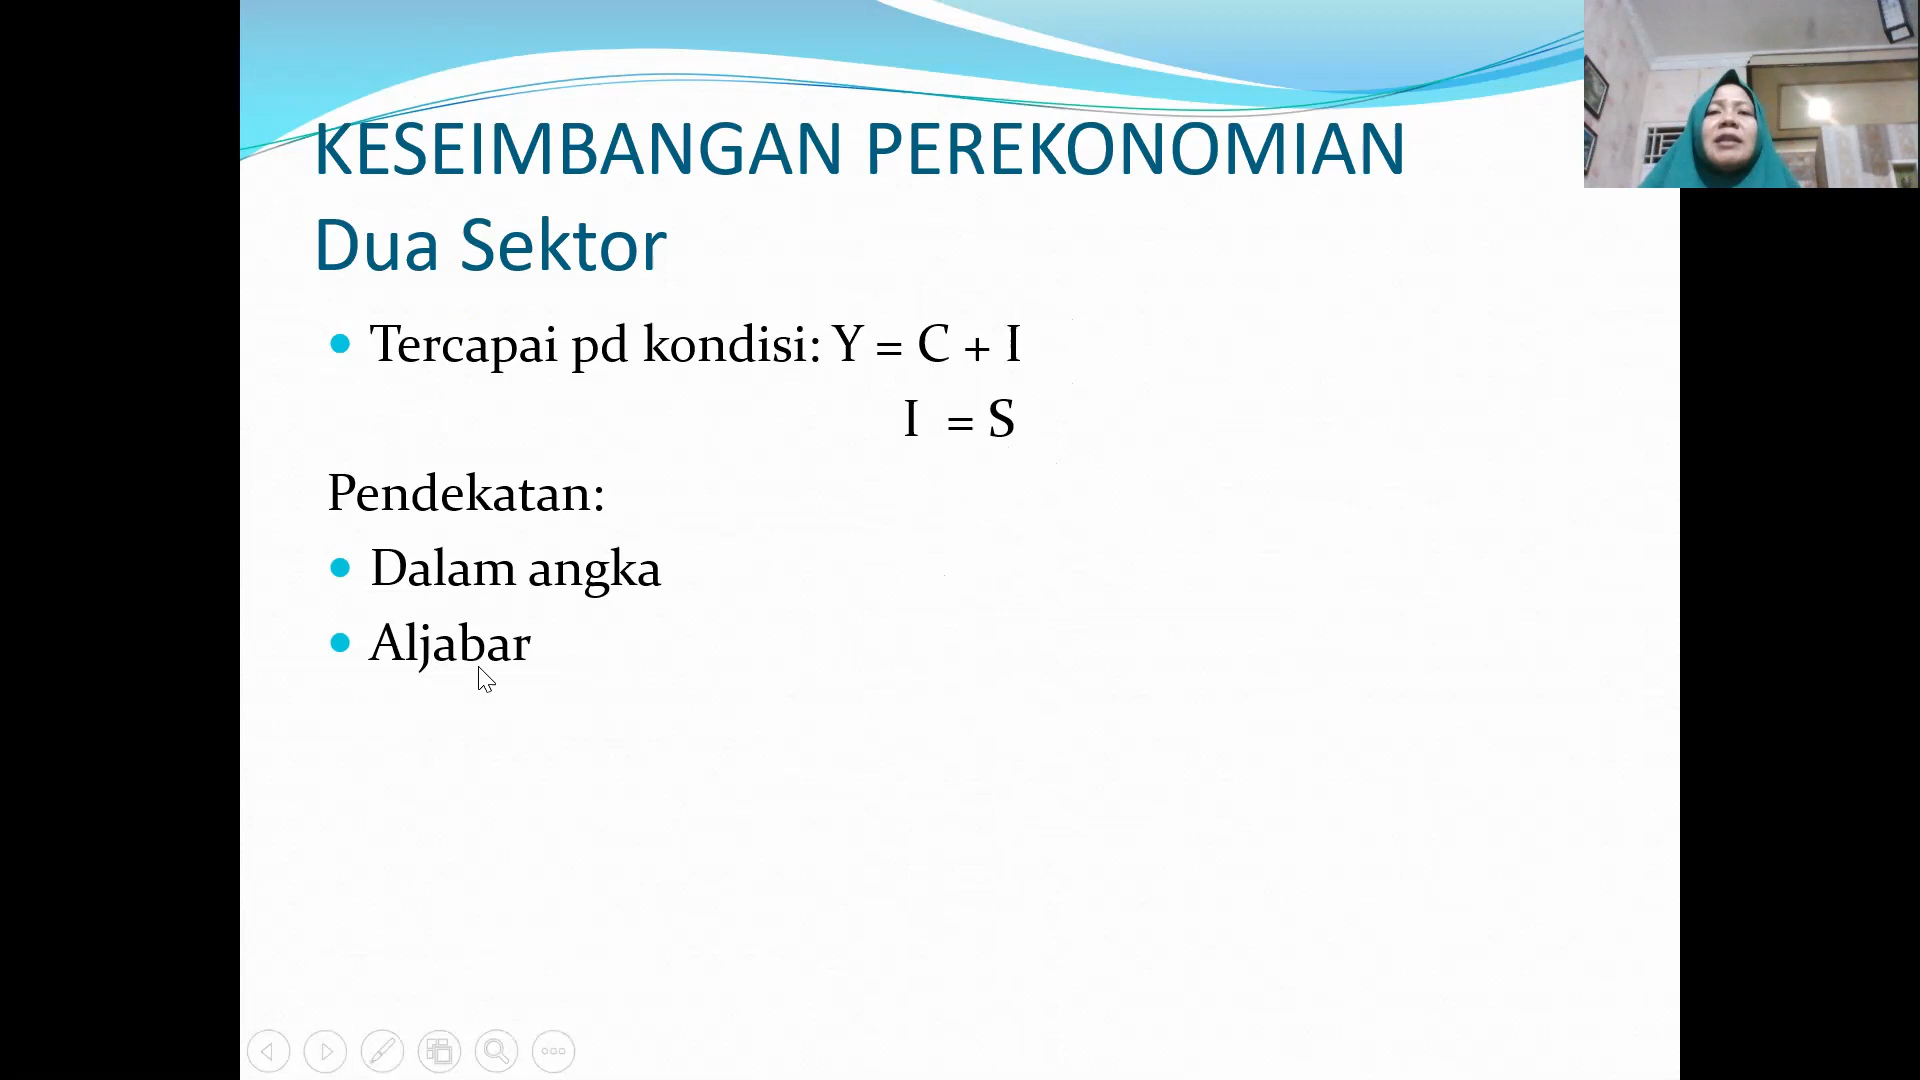 KESEIMBANGAN PEREKONOMIAN
Dua Sektor
• Tercapai pd kondisi: Y = C + I
I = S
Pendekatan:
• Dalam angka
• Aljabar